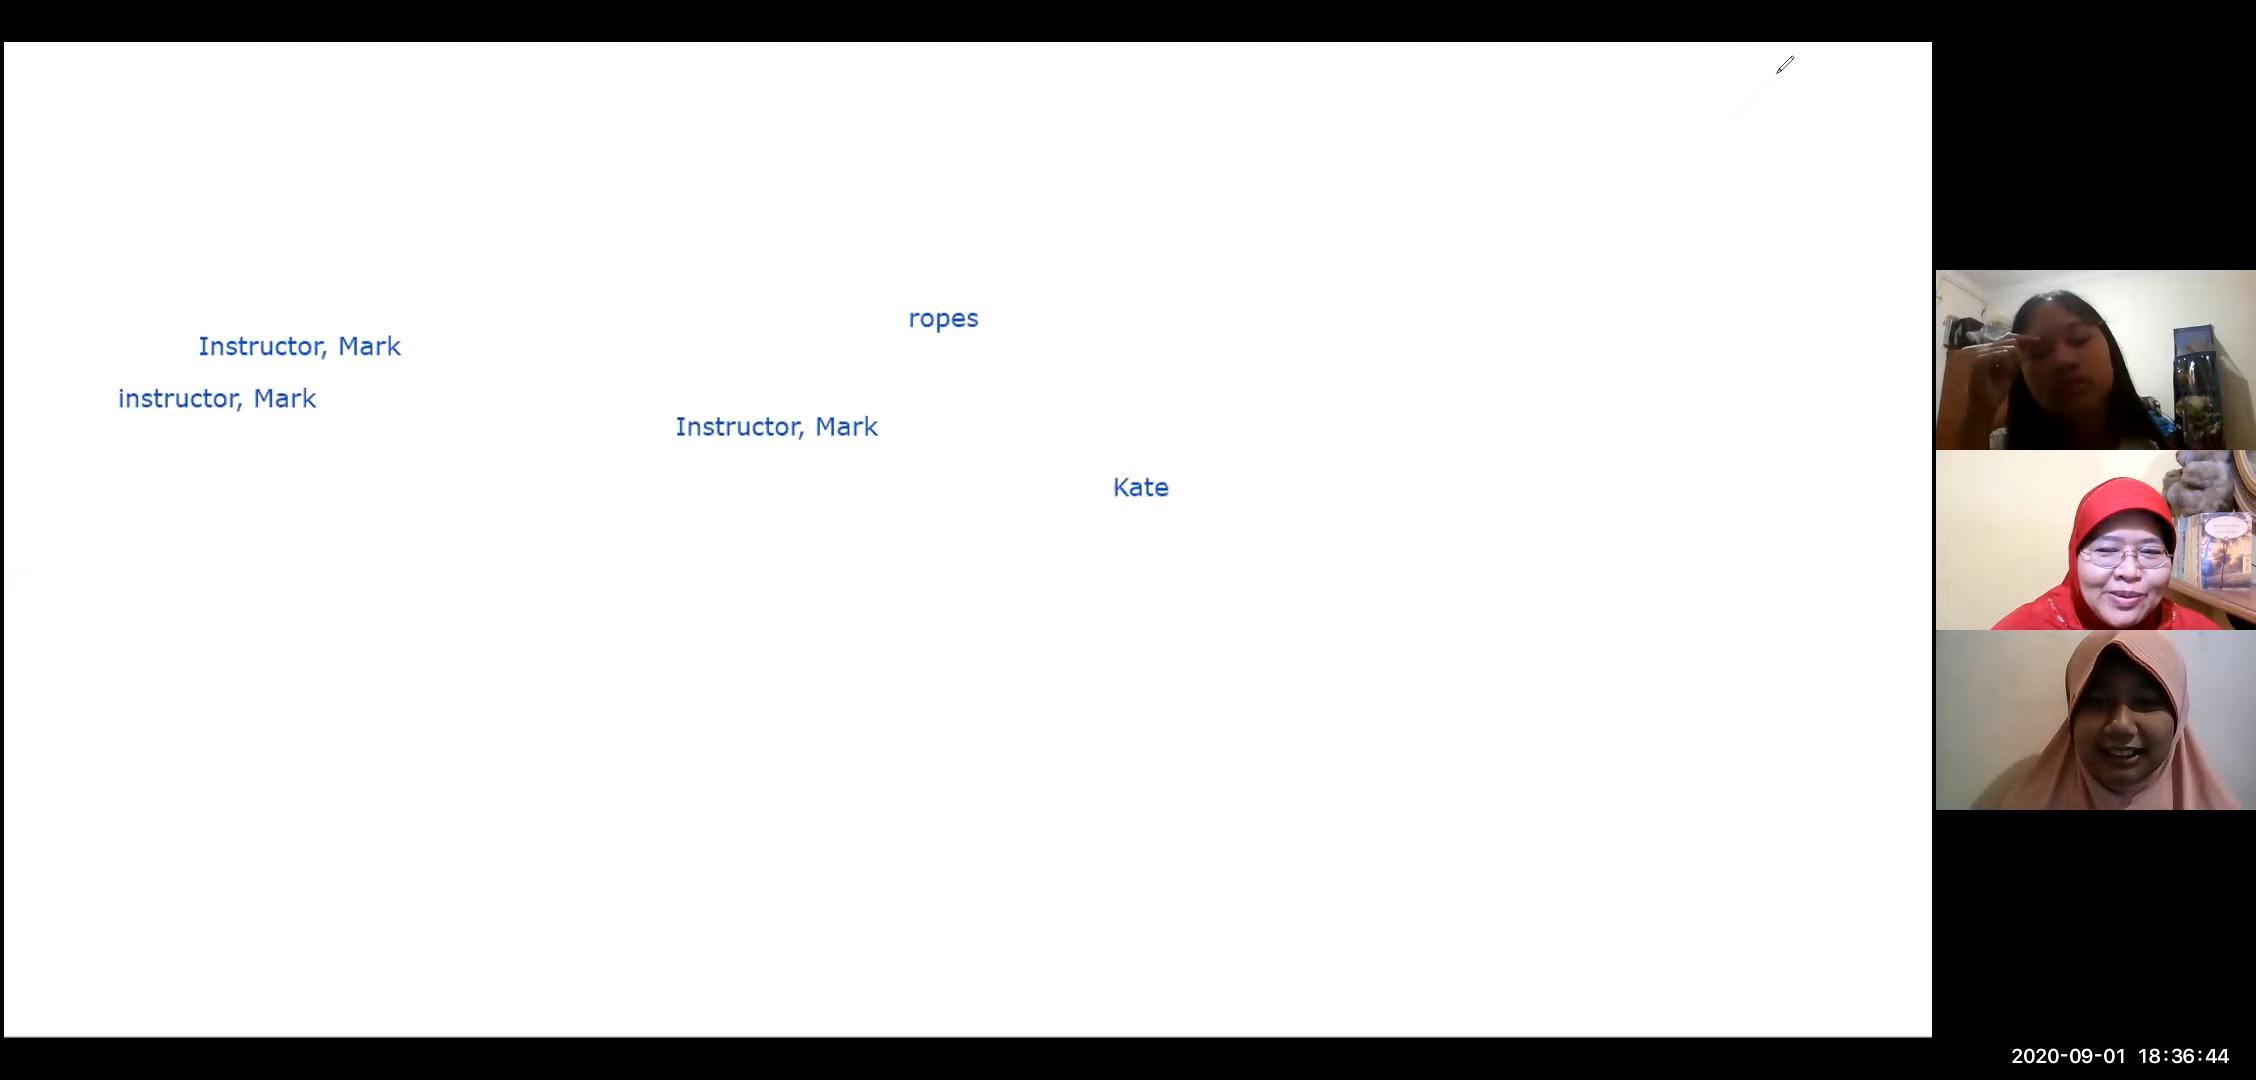 ropes
Instructor, Mark
instructor, Mark
Instructor, Mark
Kate
2020-09-01 18:36:44